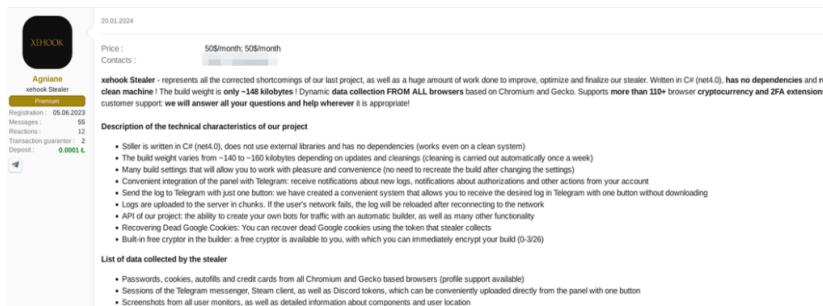 20.01.2024
XEHOOK
Agniane
xehook Stealer
Premium
Registration : 05.06.2023
Messages : 55
Reactions : 12
Transaction guarantor : 2
Deposit : 0.0001 Ł
Price : 50$/month; 50$/month
Contacts :
xehook Stealer - represents all the corrected shortcomings of our last project, as well as a huge amount of work done to improve, optimize and finalize our stealer. Written in C# (net4.0), has no dependencies and
clean machine ! The build weight is only ~148 kilobytes ! Dynamic data collection FROM ALL browsers based on Chromium and Gecko. Supports more than 110+ browser cryptocurrency and 2FA
customer support: we will answer all your questions and help wherever it is appropriate!
Description of the technical characteristics of our project
• Stiller is written in C# (net4.0), does not use external libraries and has no dependencies (works even on a clean system)
• The build weight varies from ~140 to ~160 kilobytes depending on updates and cleanings (cleaning is carried out automatically once a week)
• Many build settings that will allow you to work with pleasure and convenience (no need to recreate the build after changing the settings)
• Convenient integration of the panel with Telegram: receive notifications about new logs, notifications about authorizations and other actions from your account
• Send the log to Telegram with just one button: we have created a convenient system that allows you to receive the desired log in Telegram with one button without downloading
• Logs are uploaded to the server in chunks. If the user's network fails, the log will be reloaded after reconnecting to the network
• API of our project: the ability to create your own bots for traffic with an automatic builder, as well as many other functionality
• Recovering Dead Google Cookies: You can recover dead Google cookies using the token that stealer collects
• Built-in free cryptor in the builder: a free cryptor is available to you, with which you can immediately encrypt your build (0-3/26)
List of data collected by the stealer
• Passwords, cookies, autofills and credit cards from all Chromium and Gecko based browsers (profile support available)
• Sessions of the Telegram messenger, Steam client, as well as Discord tokens, which can be conveniently uploaded directly from the panel with one button
• Screenshots from all user monitors, as well as detailed information about components and user location